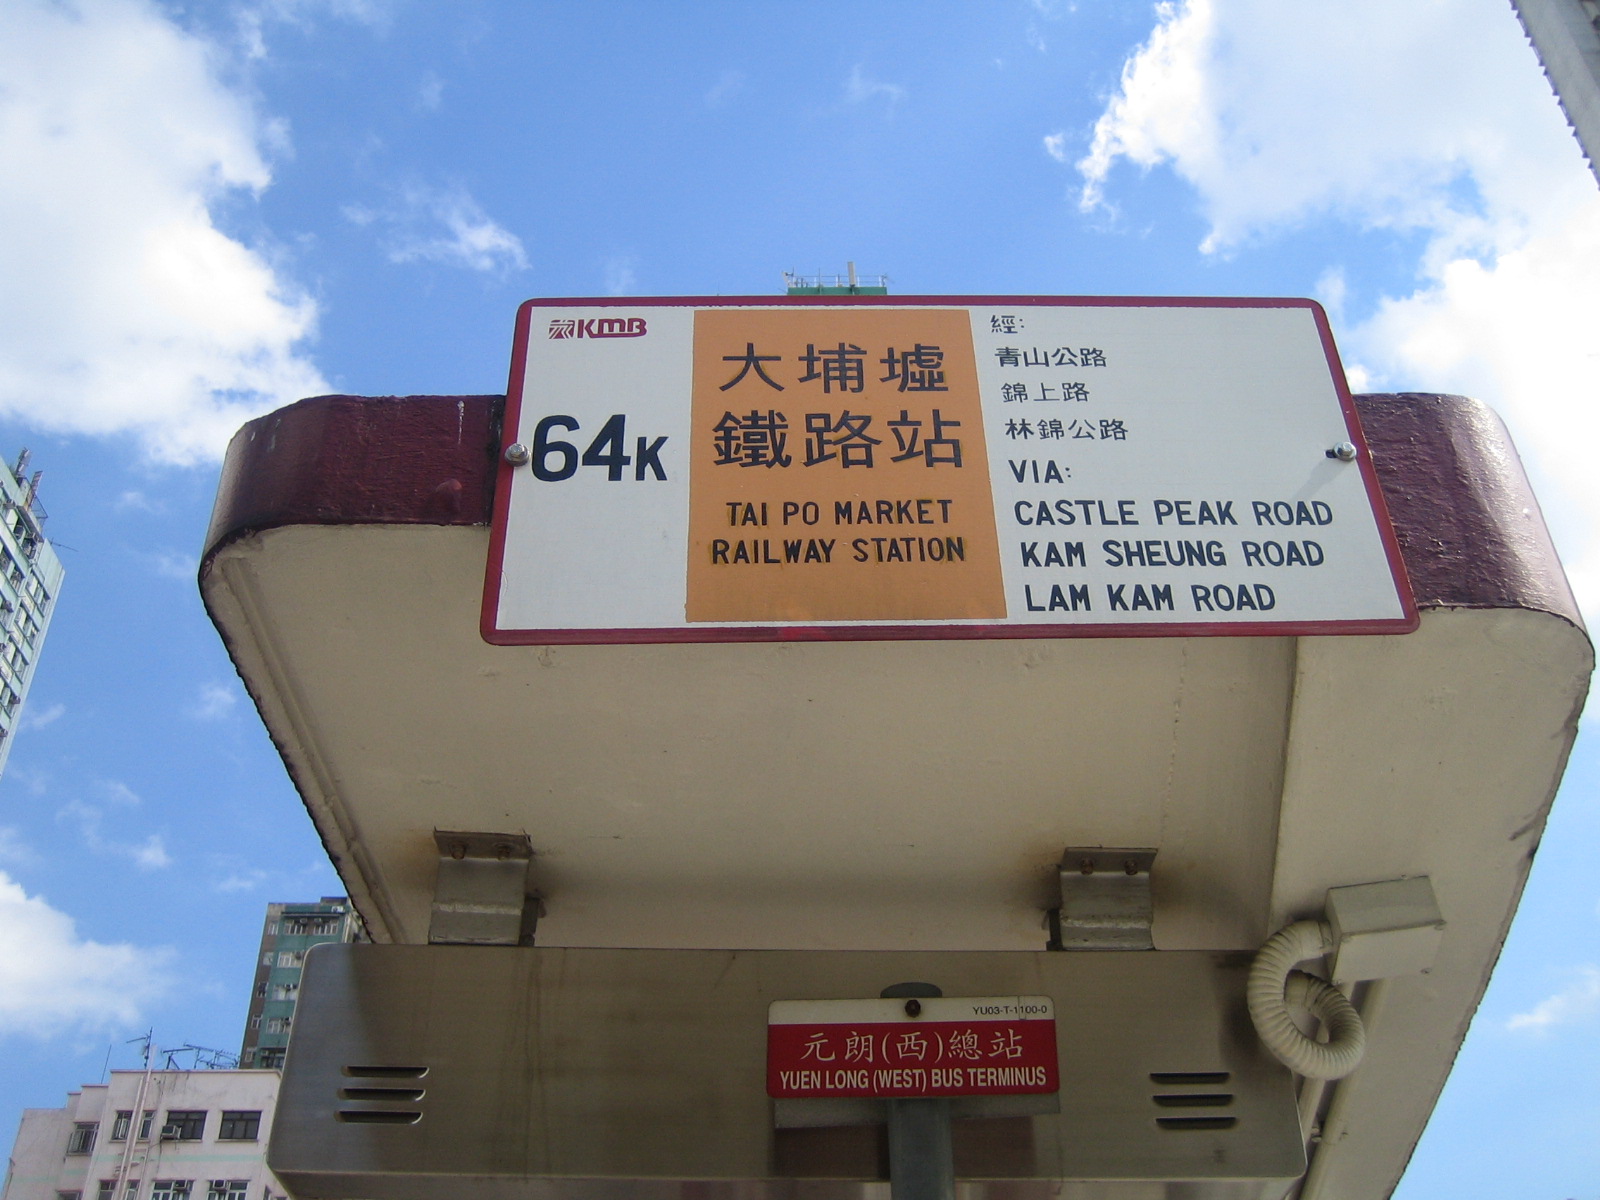 KMB
64K
大埔墟
鐵路站
TAI PO MARKET
RAILWAY STATION
經:
青山公路
錦上路
林錦公路
VIA:
CASTLE PEAK ROAD
KAM SHEUNG ROAD
LAM KAM ROAD
YU03-T-1100-0
元朗(西)總站
YUEN LONG (WEST) BUS TERMINUS